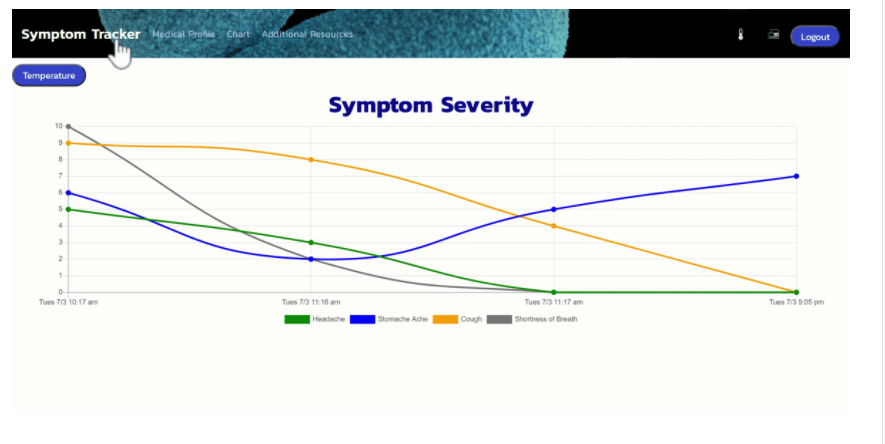 Symptom Tracker Medical Profile Chart Additional Resources Logout
Temperature
Symptom Severity
10
9
8
7
6
5
4
3
2
1
0
Tues 7/3 10:17 am Tues 7/3 11:16 am Tues 7/3 11:17 am Tues 7/3 9:05 pm
Headache Stomache Ache Cough Shortness of Breath